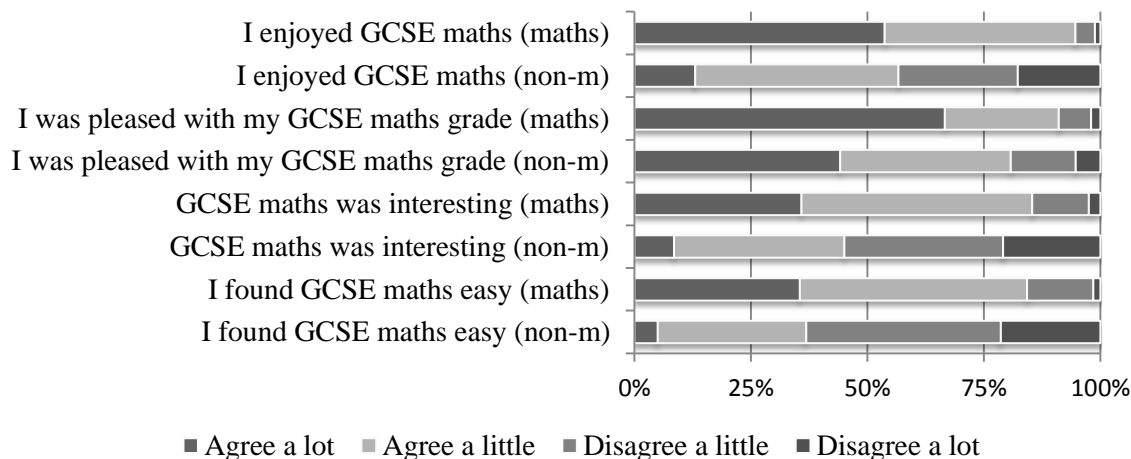 I enjoyed GCSE maths (maths)
I enjoyed GCSE maths (non-m)
I was pleased with my GCSE maths grade (maths)
I was pleased with my GCSE maths grade (non-m)
GCSE maths was interesting (maths)
GCSE maths was interesting (non-m)
I found GCSE maths easy (maths)
I found GCSE maths easy (non-m)
0% 25% 50% 75% 100%
Agree a lot Agree a little Disagree a little Disagree a lot